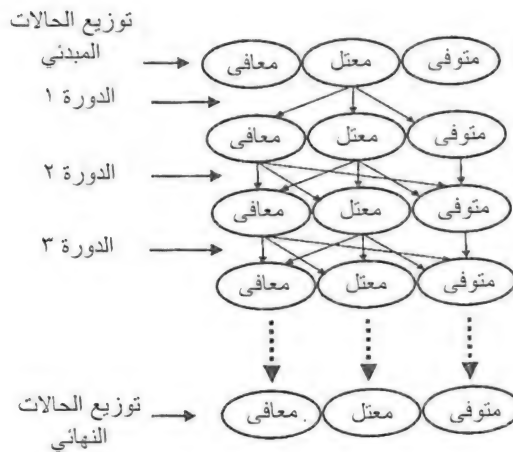 توزيع الحالات
المبدئي
معافى معتل متوفى
الدورة ١
معافى معتل متوفى
الدورة ٢
معافى معتل متوفى
الدورة ٣
معافى معتل متوفى
توزيع الحالات
النهائي
معافى معتل متوفى